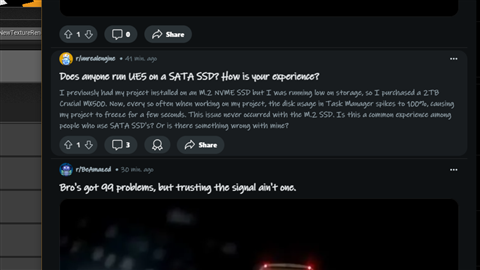 NewTextureRen
1
0
Share
r/unrealengine • 41 min. ago
Does anyone run UE5 on a SATA SSD? How is your experience?
I previously had my project installed on an M.2 NVME SSD but I was running low on storage, so I purchased a 2TB
Crucial MX500. Now, every so often when working on my project, the disk usage in Task Manager spikes to 100%, causing
my project to freeze for a few seconds. This issue never occurred with the M.2 SSD. Is this a common experience among
people who use SATA SSD's? Or is there something wrong with mine?
1
3
Share
r/BeAmazed • 30 min. ago
Bro's got 99 problems, but trusting the signal ain't one.